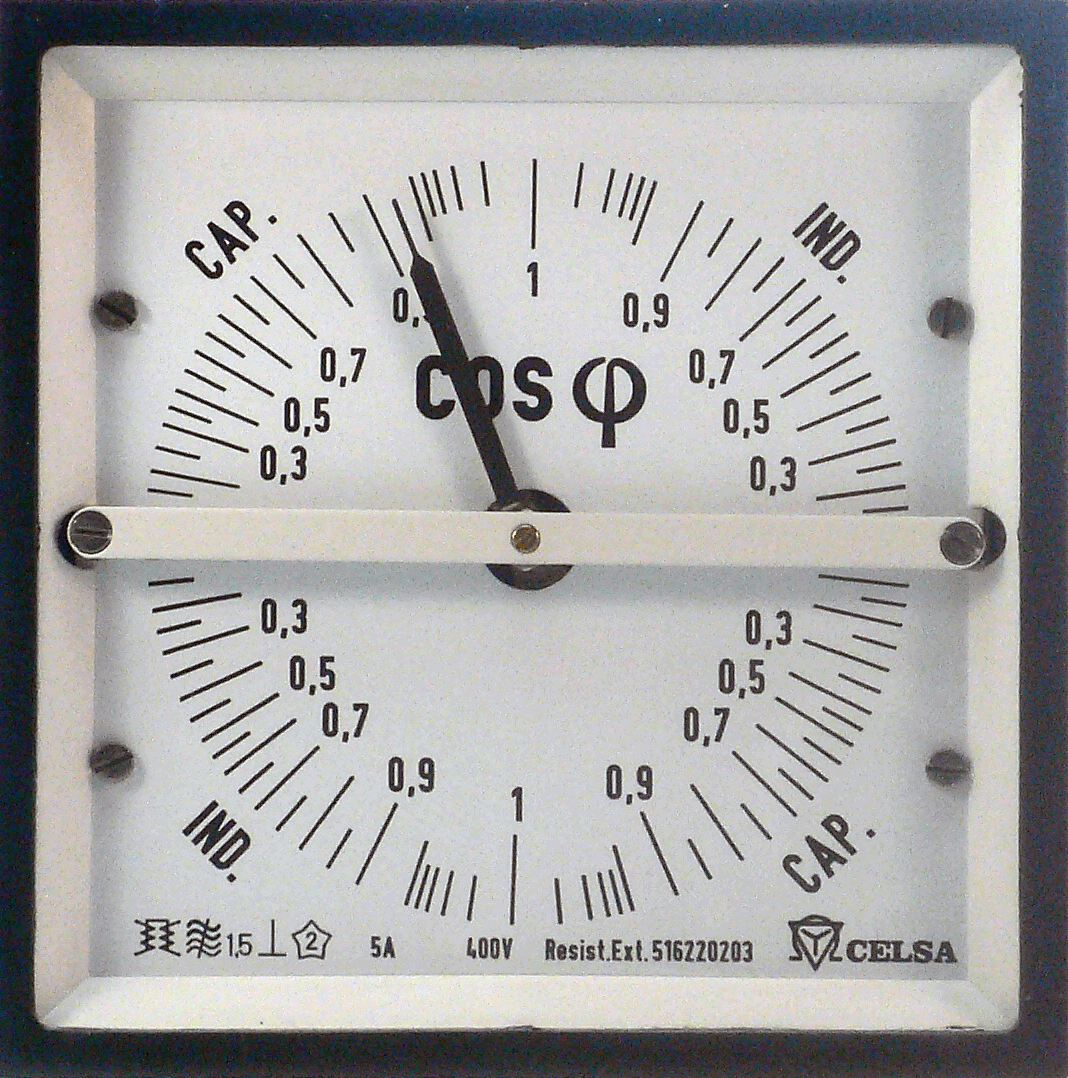 CAP.
IND.
1
0,9
0,7
0,7
cos φ
0,5
0,5
0,3
0,3
0,3
0,3
0,5
0,5
0,7
0,7
0,9
0,9
1
IND.
CAP.
1,5
2
5A
400V
Resist.Ext. 516220203
CELSA